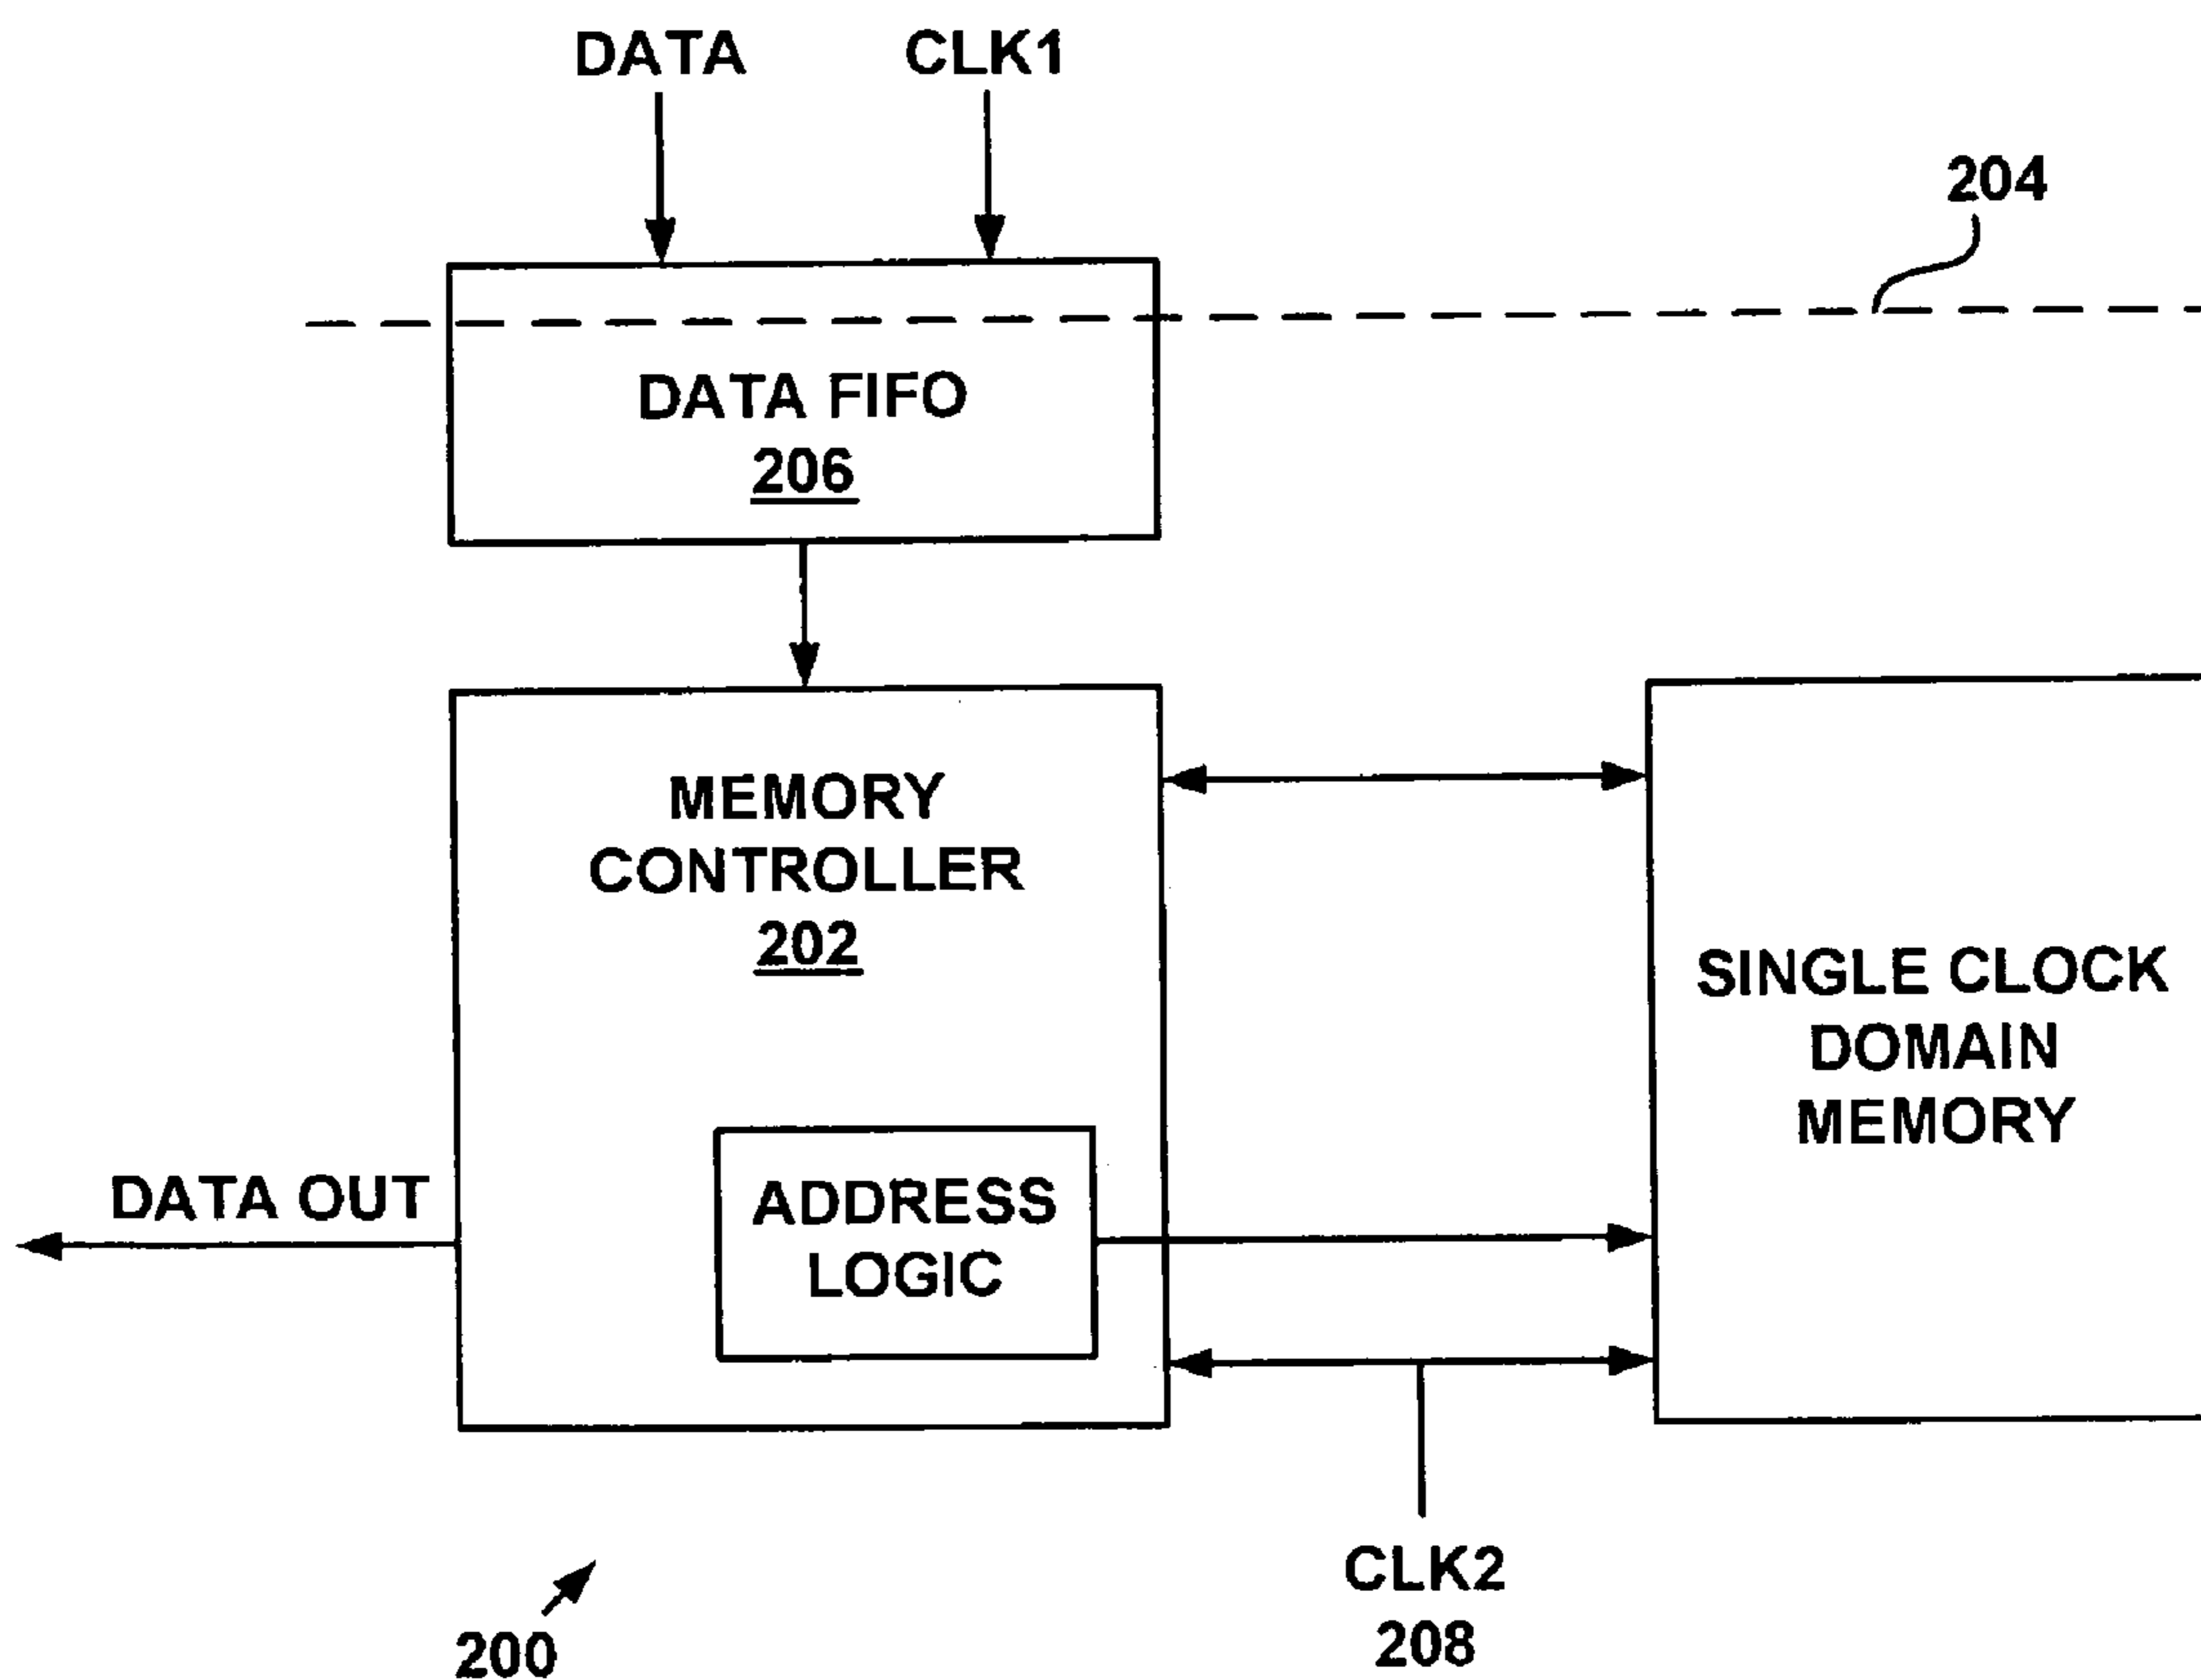 DATA
CLK1
204
DATA FIFO
206
MEMORY
CONTROLLER
202
SINGLE CLOCK
DOMAIN
MEMORY
DATA OUT
ADDRESS
LOGIC
CLK2
208
200